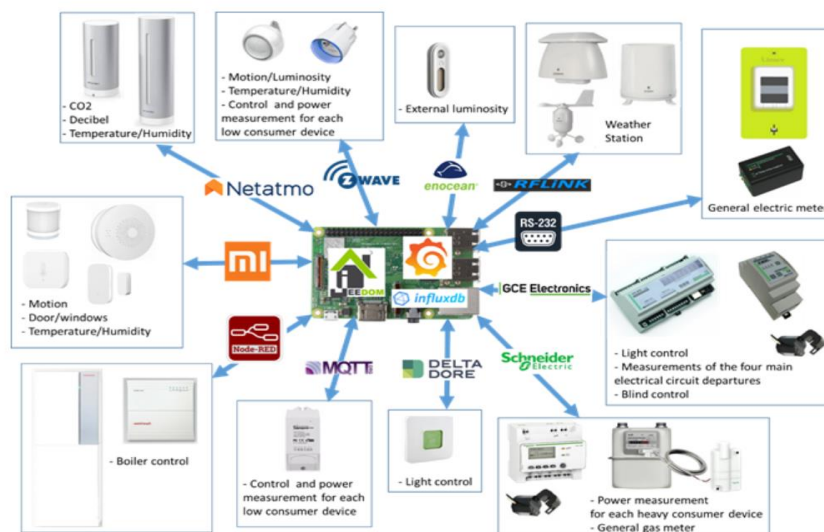 - CO2
- Decibel
- Temperature/Humidity
- Motion/Luminosity
- Temperature/Humidity
- Control and power
measurement for each
low consumer device
- External luminosity
Weather
Station
General electric meter
NETATMO
Z WAVE
enocean
RFLINK
RS-232
mi
JEEDOM
influxdb
GCE Electronics
- Motion
- Door/windows
- Temperature/Humidity
Node-RED
MQTT
DELTA
DORE
Schneider
Electric
- Light control
- Measurements of the four main
electrical circuit departures
- Blind control
- Boiler control
- Control and power
measurement for each
low consumer device
- Light control
- Power measurement
for each heavy consumer device
- General gas meter